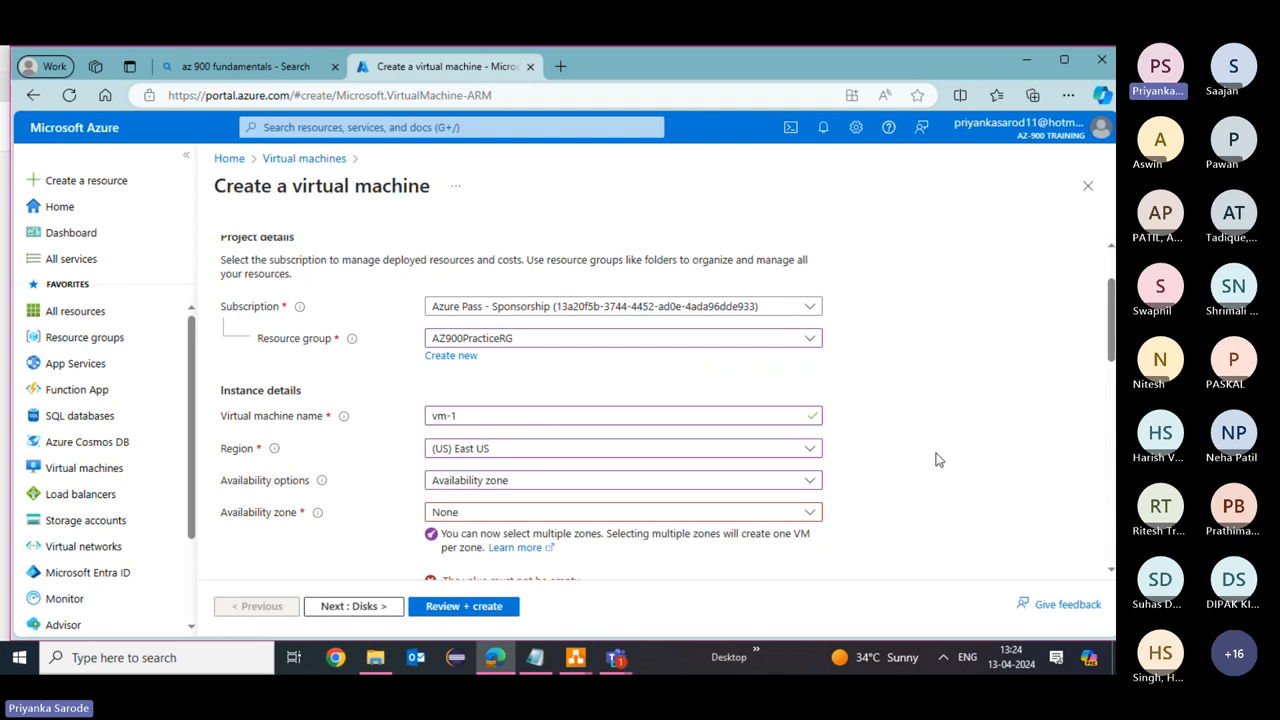 Work
az 900 fundamentals - Search
Create a virtual machine - Micros
https://portal.azure.com/#create/Microsoft.VirtualMachine-ARM
Microsoft Azure
Search resources, services, and docs (G+/)
priyankasarod11@hotm...
AZ-900 TRAINING
Create a resource
Home
Dashboard
All services
FAVORITES
All resources
Resource groups
App Services
Function App
SQL databases
Azure Cosmos DB
Virtual machines
Load balancers
Storage accounts
Virtual networks
Microsoft Entra ID
Monitor
Advisor
Home > Virtual machines >
Create a virtual machine ...
Project details
Select the subscription to manage deployed resources and costs. Use resource groups like folders to organize and manage all
your resources.
Subscription * Azure Pass - Sponsorship (13a20f5b-3744-4452-ad0e-4ada96dde933)
Resource group * AZ900PracticeRG
Create new
Instance details
Virtual machine name * vm-1
Region * (US) East US
Availability options Availability zone
Availability zone * None
You can now select multiple zones. Selecting multiple zones will create one VM
per zone. Learn more
The value must not be empty.
< Previous
Next : Disks >
Review + create
Give feedback
Type here to search
Desktop
34°C Sunny
ENG
13:24
13-04-2024
PS
Priyanka...
S
Saajan
A
Aswin
P
Pawan
AP
PATIL, A...
AT
Tadique,...
S
Swapnil
SN
Shrimali ...
N
Nitesh
P
PASKAL
HS
Harish V...
NP
Neha Patil
RT
Ritesh Tr...
PB
Prathima...
SD
Suhas D...
DS
DIPAK KI...
HS
Singh, H...
+16
Priyanka Sarode